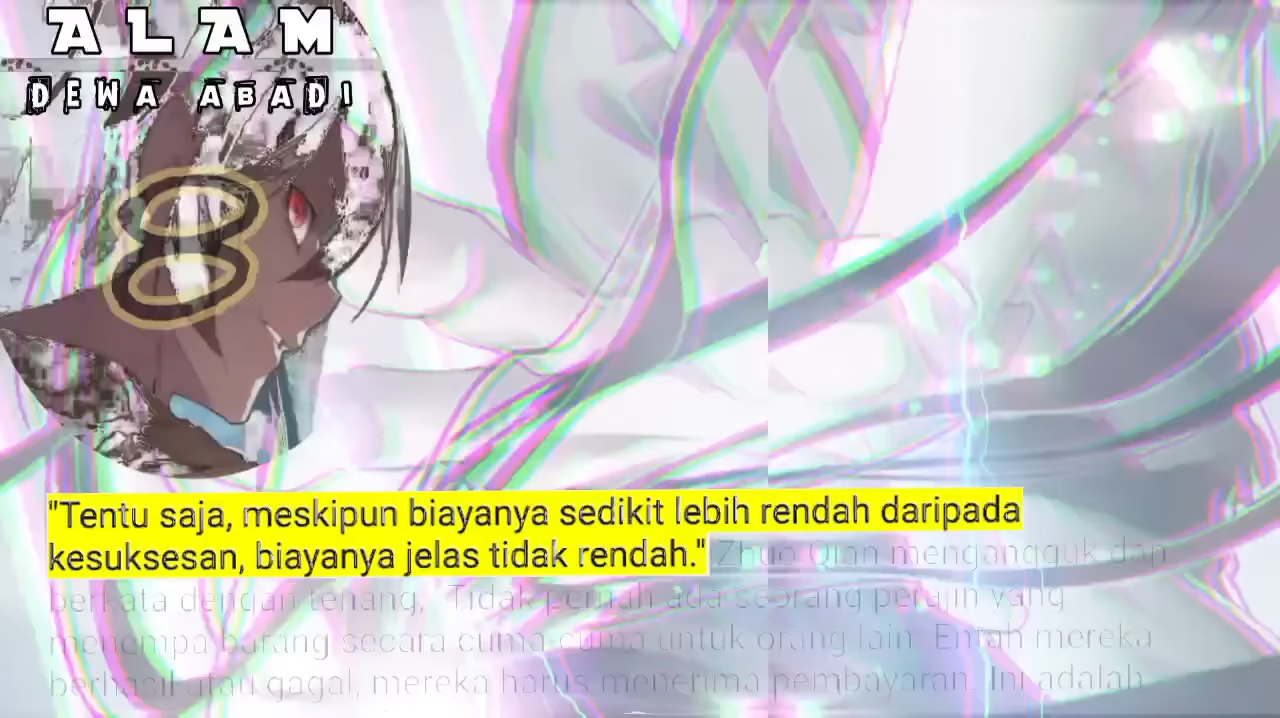 ALAM
DEWA ABADI
8
"Tentu saja, meskipun biayanya sedikit lebih rendah daripada
kesuksesan, biayanya jelas tidak rendah." Zhuo Qian mengangguk dan
berkata dengan tenang, "Tidak pernah ada seorang perajin yang
menempa barang secara cuma-cuma untuk orang lain. Entah mereka
berhasil atau gagal, mereka harus menerima pembayaran. Ini adalah